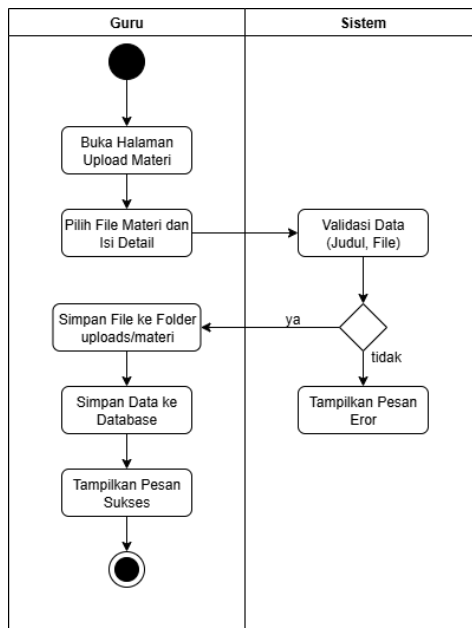 Guru
Sistem
Buka Halaman
Upload Materi
Pilih File Materi dan
Isi Detail
Validasi Data
(Judul, File)
Simpan File ke Folder
uploads/materi
ya
tidak
Simpan Data ke
Database
Tampilkan Pesan
Eror
Tampilkan Pesan
Sukses